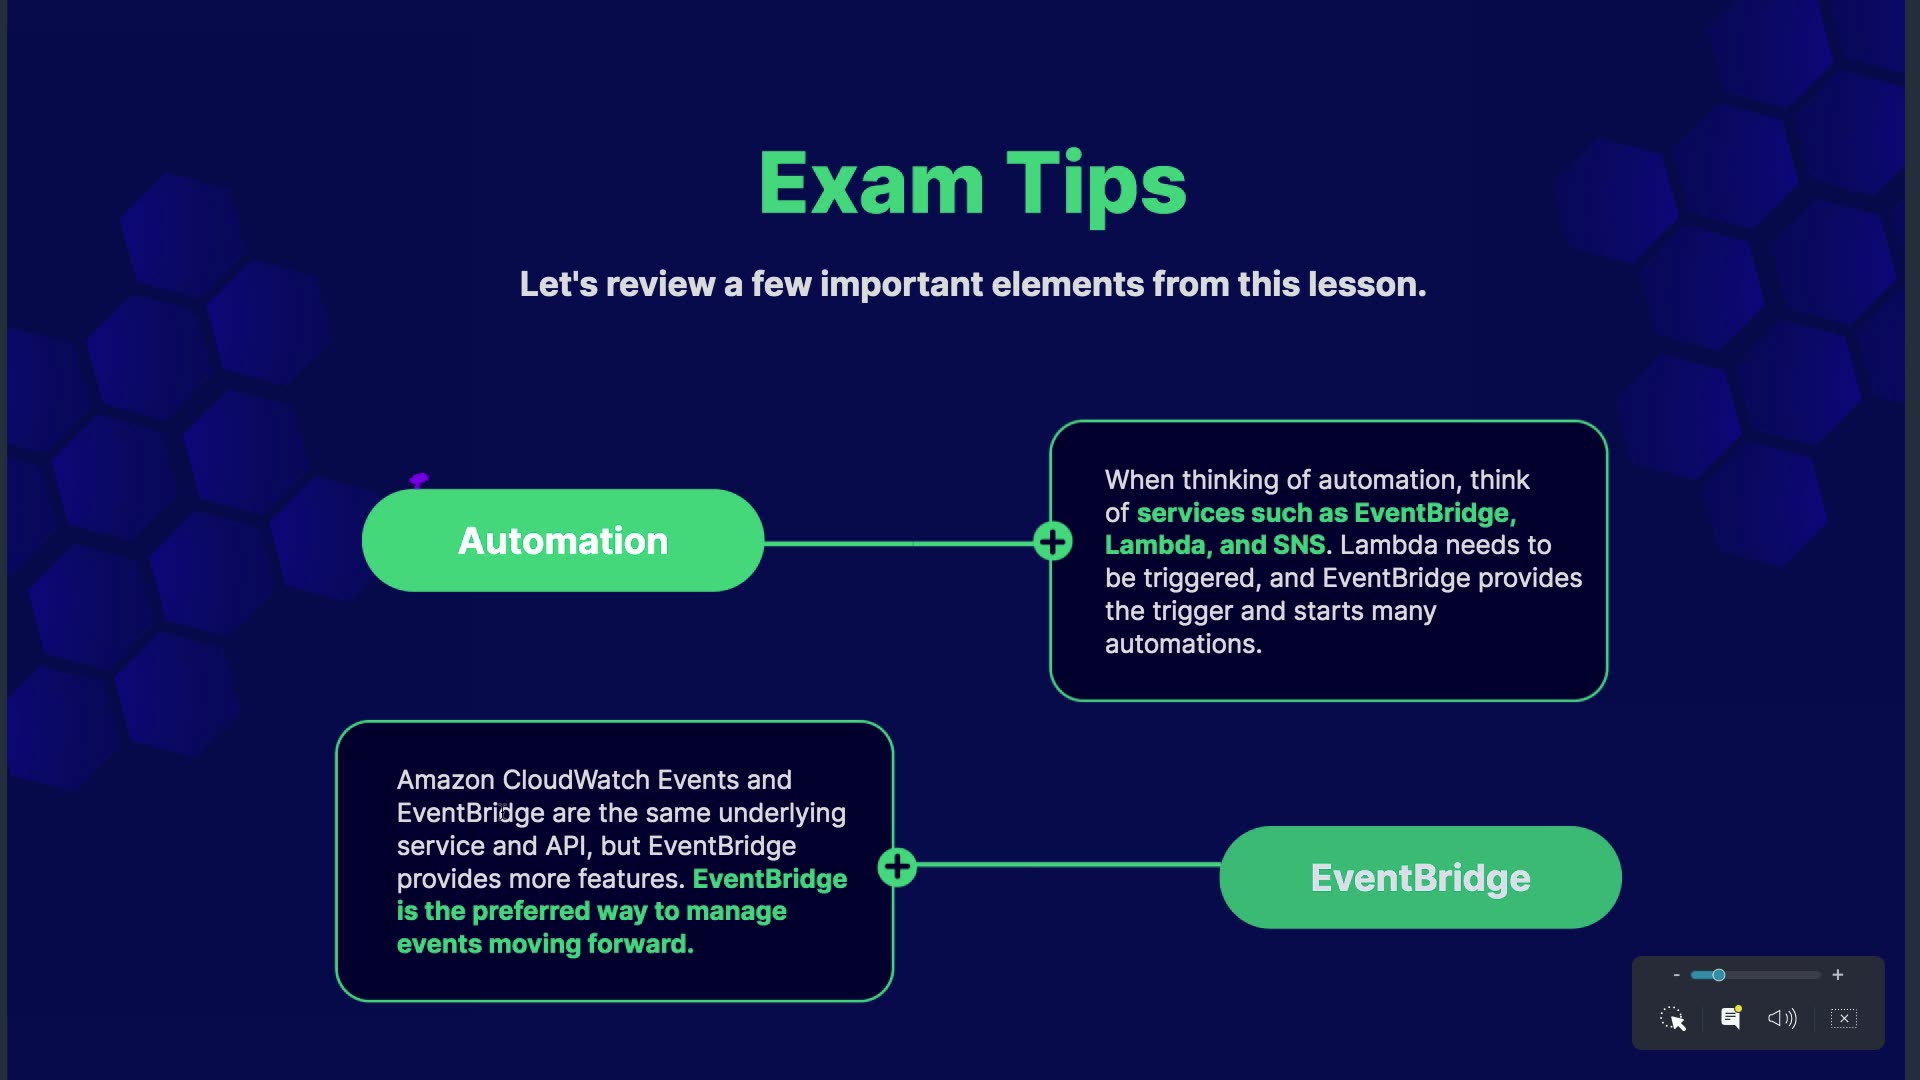 Exam Tips
Let's review a few important elements from this lesson.
Automation
When thinking of automation, think
of services such as EventBridge,
Lambda, and SNS. Lambda needs to
be triggered, and EventBridge provides
the trigger and starts many
automations.
Amazon CloudWatch Events and
EventBridge are the same underlying
service and API, but EventBridge
provides more features. EventBridge
is the preferred way to manage
events moving forward.
EventBridge